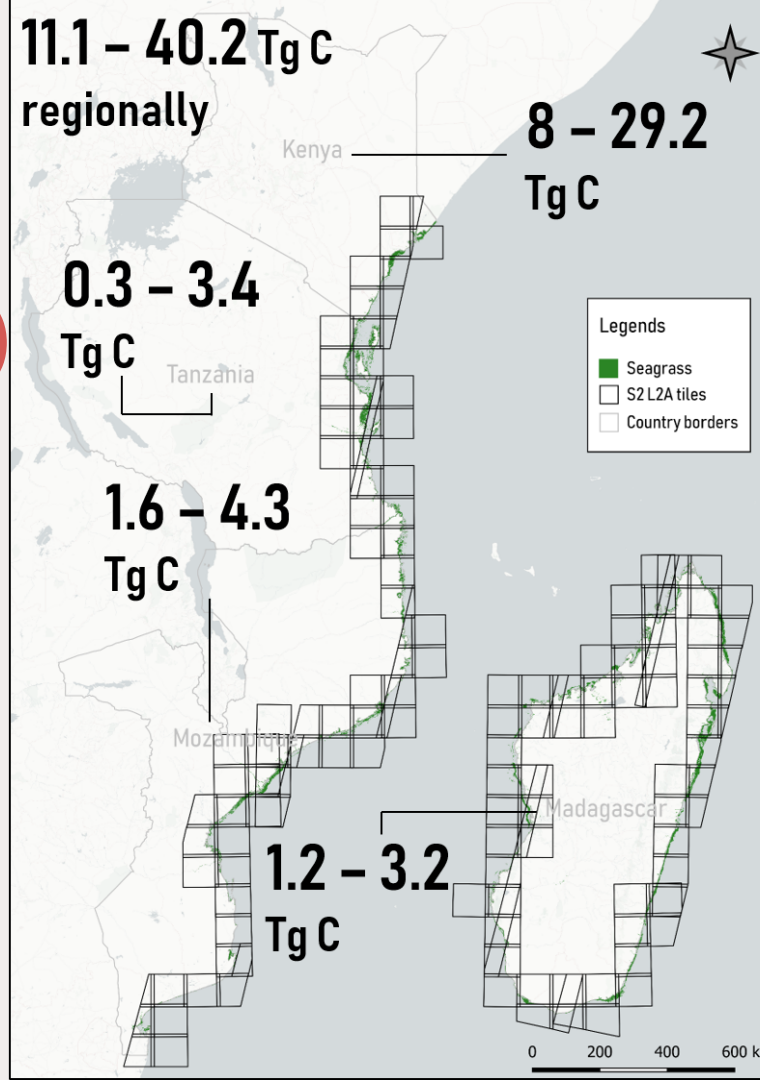 11.1 – 40.2 Tg C
regionally
Kenya
8 – 29.2
Tg C
0.3 – 3.4
Tg C
Tanzania
Legends
Seagrass
S2 L2A tiles
Country borders
1.6 – 4.3
Tg C
Mozambique
Madagascar
1.2 – 3.2
Tg C
0 200 400 600 k